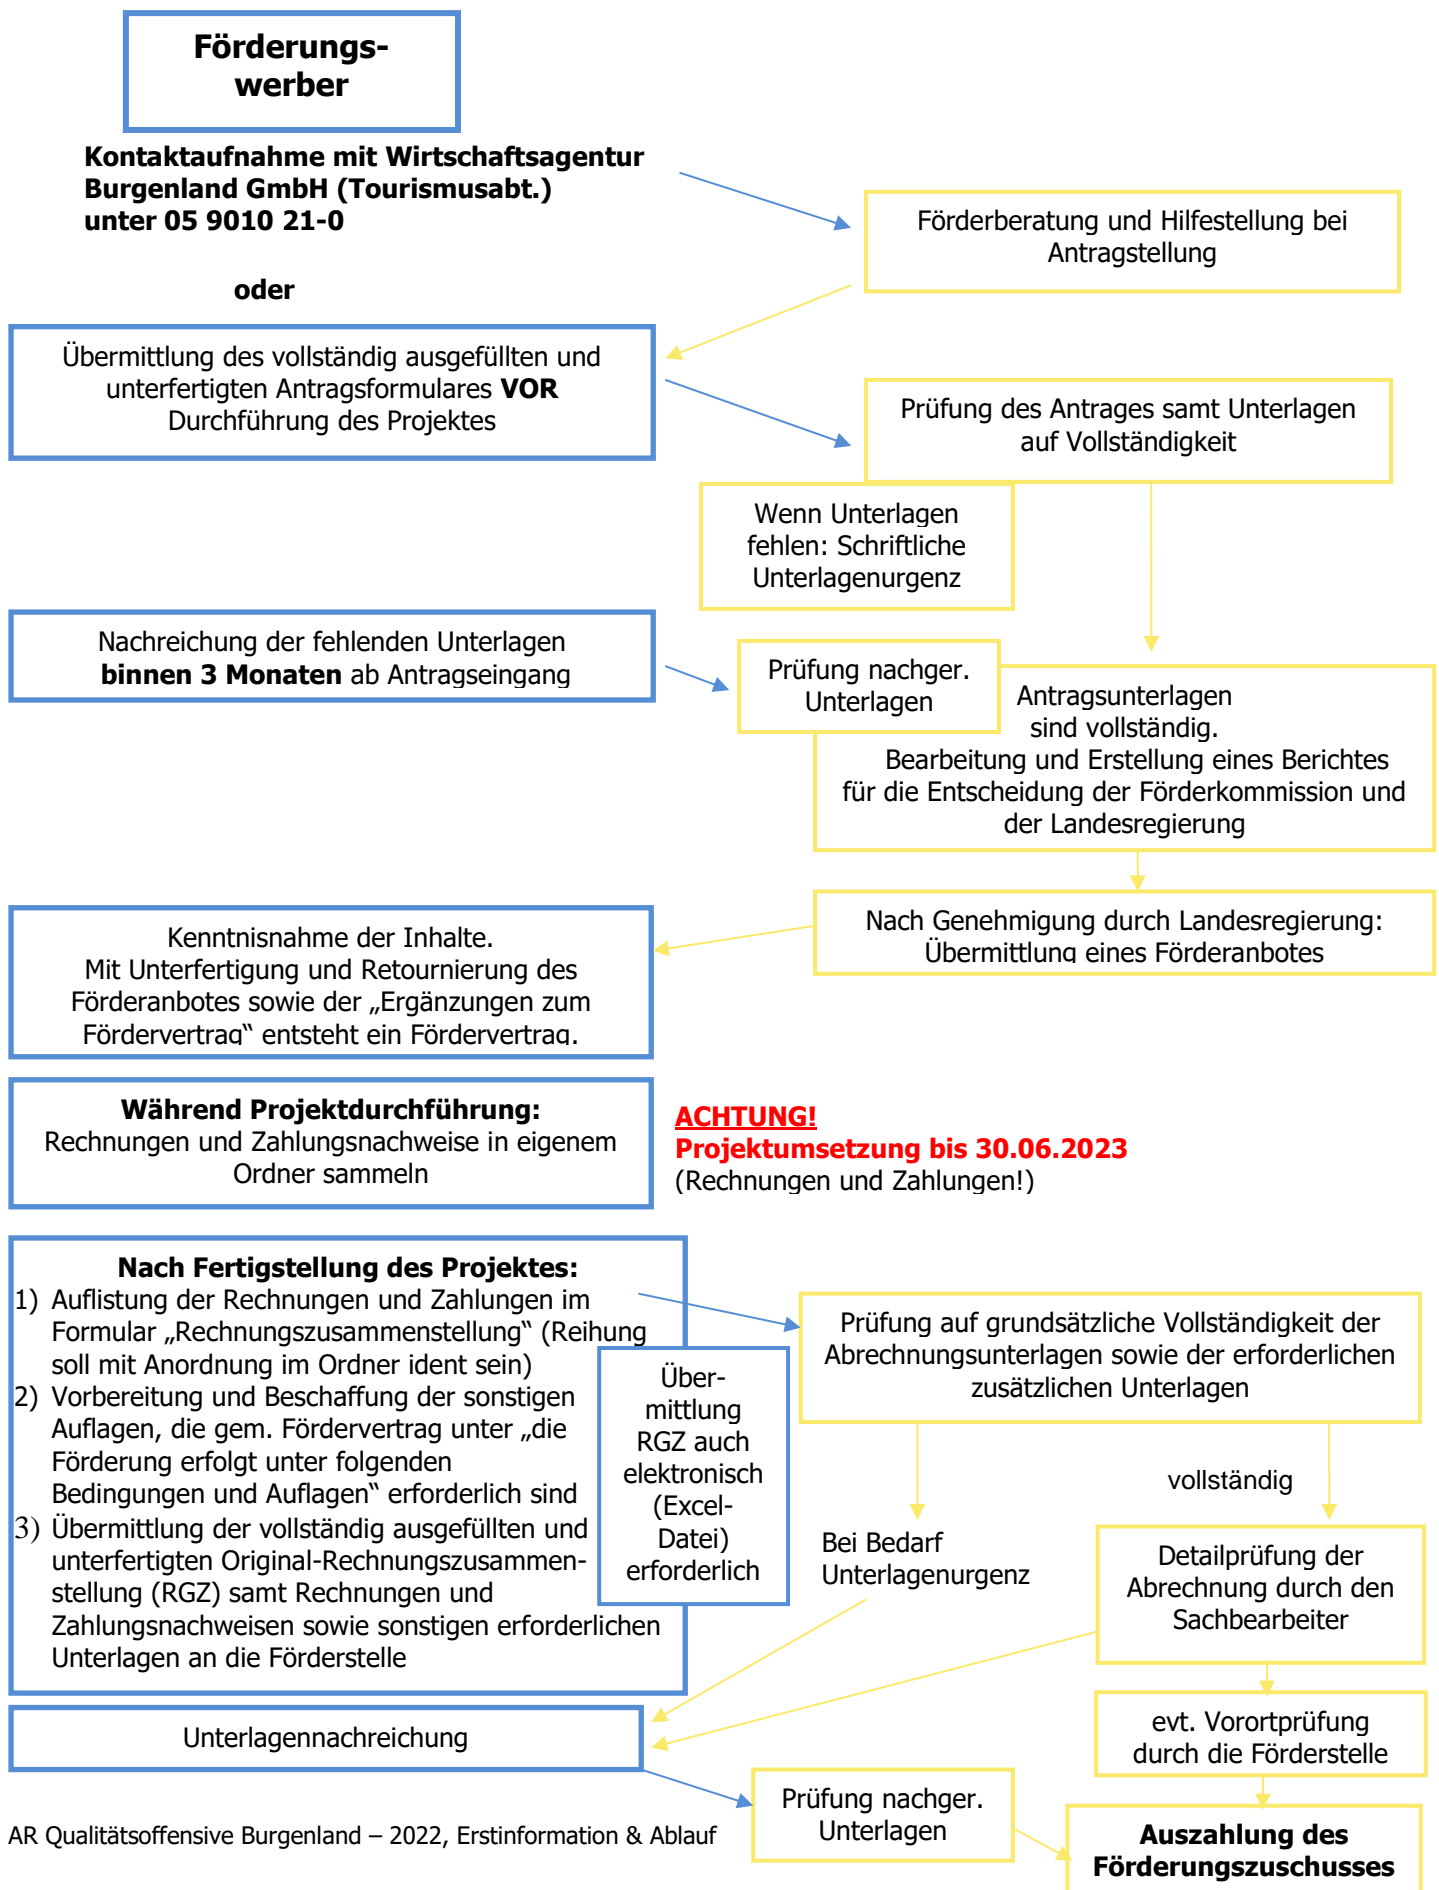 Förderungs-
werber
Kontaktaufnahme mit Wirtschaftsagentur
Burgenland GmbH (Tourismusabt.)
unter 05 9010 21-0
Förderberatung und Hilfestellung bei
Antragstellung
oder
Übermittlung des vollständig ausgefüllten und
unterfertigten Antragsformulares VOR
Durchführung des Projektes
Prüfung des Antrages samt Unterlagen
auf Vollständigkeit
Wenn Unterlagen
fehlen: Schriftliche
Unterlagenurgenz
Nachreichung der fehlenden Unterlagen
binnen 3 Monaten ab Antragseingang
Prüfung nachger.
Unterlagen
Antragsunterlagen
sind vollständig.
Bearbeitung und Erstellung eines Berichtes
für die Entscheidung der Förderkommission und
der Landesregierung
Nach Genehmigung durch Landesregierung:
Übermittlung eines Förderanbotes
Kenntnisnahme der Inhalte.
Mit Unterfertigung und Retournierung des
Förderanbotes sowie der „Ergänzungen zum
Fördervertrag“ entsteht ein Fördervertrag.
Während Projektdurchführung:
Rechnungen und Zahlungsnachweise in eigenem
Ordner sammeln
ACHTUNG!
Projektumsetzung bis 30.06.2023
(Rechnungen und Zahlungen!)
Nach Fertigstellung des Projektes:
1) Auflistung der Rechnungen und Zahlungen im
Formular „Rechnungszusammenstellung“ (Reihung
soll mit Anordnung im Ordner ident sein)
2) Vorbereitung und Beschaffung der sonstigen
Auflagen, die gem. Fördervertrag unter „die
Förderung erfolgt unter folgenden
Bedingungen und Auflagen“ erforderlich sind
3) Übermittlung der vollständig ausgefüllten und
unterfertigten Original-Rechnungszusammen-
stellung (RGZ) samt Rechnungen und
Zahlungsnachweisen sowie sonstigen erforderlichen
Unterlagen an die Förderstelle
Über-
mittlung
RGZ auch
elektronisch
(Excel-
Datei)
erforderlich
Prüfung auf grundsätzliche Vollständigkeit der
Abrechnungsunterlagen sowie der erforderlichen
zusätzlichen Unterlagen
vollständig
Bei Bedarf
Unterlagenurgenz
Detailprüfung der
Abrechnung durch den
Sachbearbeiter
Unterlagennachreichung
evt. Vorortprüfung
durch die Förderstelle
Prüfung nachger.
Unterlagen
Auszahlung des
Förderungszuschusses
AR Qualitätsoffensive Burgenland – 2022, Erstinformation & Ablauf